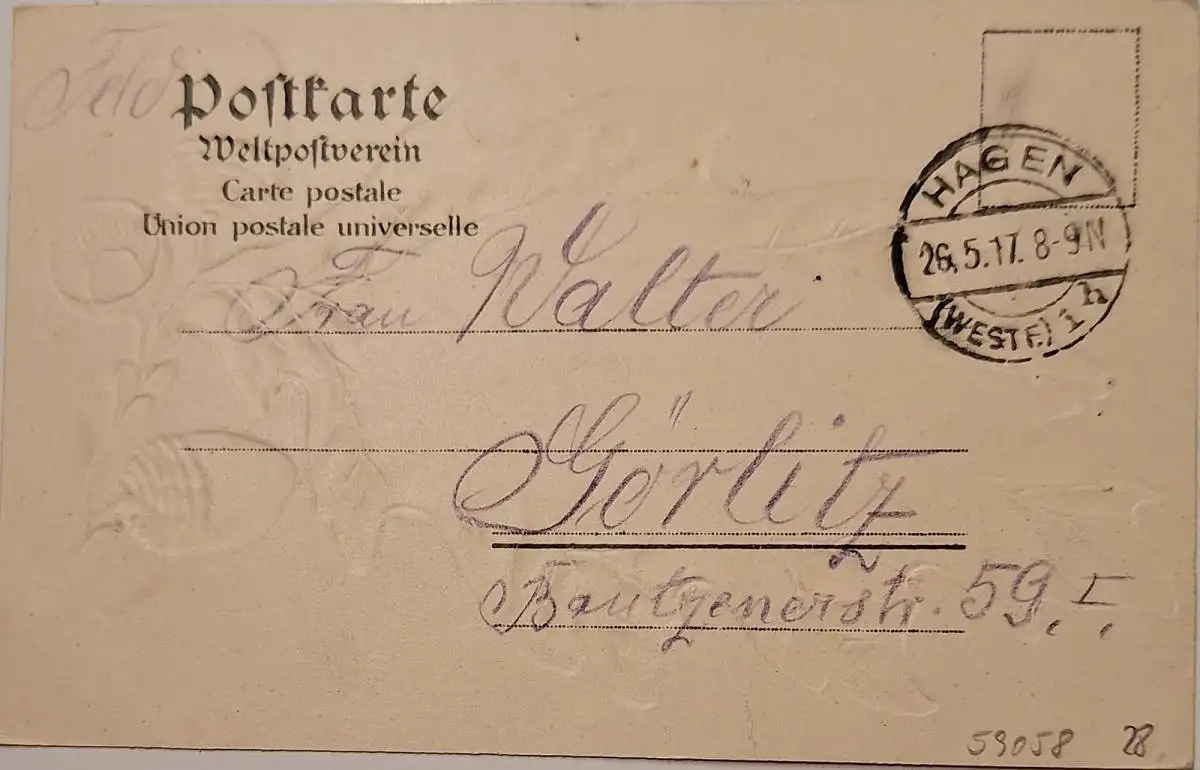 Feld
Poſtkarte
Weltpoſtverein
Carte postale
Union postale universelle
HAGEN
26.5.17. 8-9N
(WESTF.) 1 h
Frau Walter
Görlitz
Bautzenerstr. 59. I.
59058 28